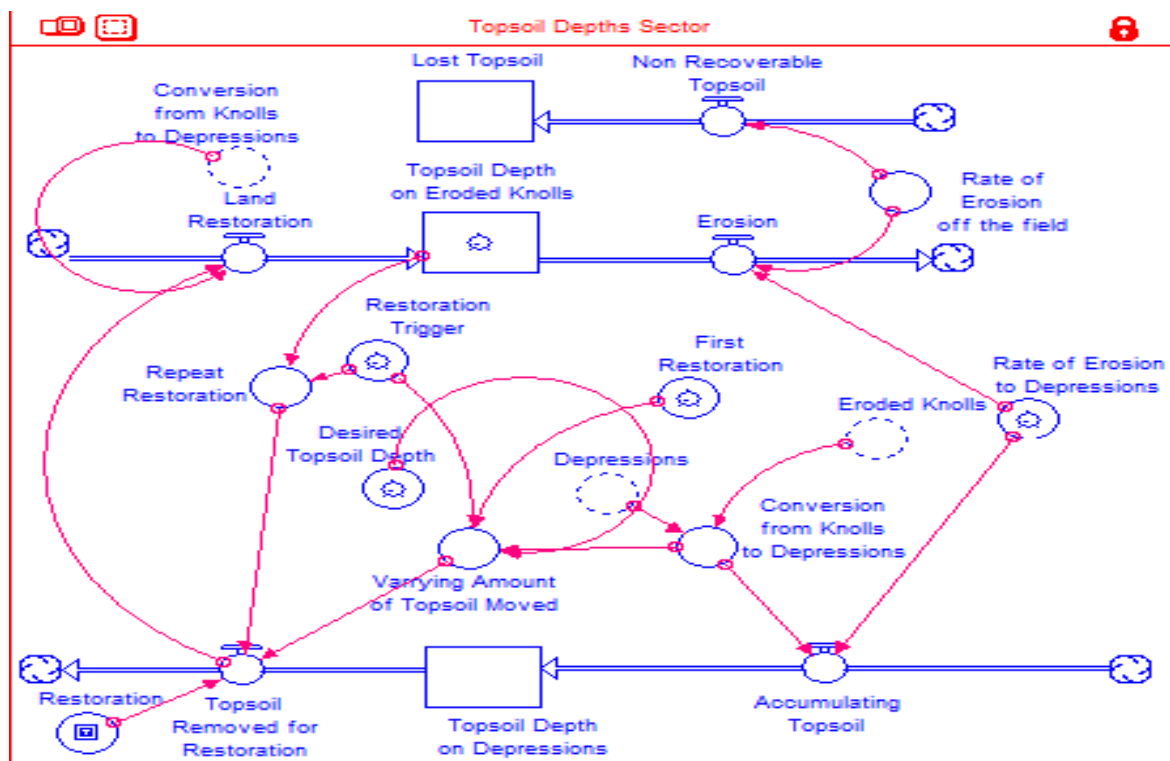 Topsoil Depths Sector
Lost Topsoil
Non Recoverable
Topsoil
Conversion
from Knolls
to Depressions
Topsoil Depth
on Eroded Knolls
Land
Restoration
Erosion
Rate of
Erosion
off the field
Restoration
Trigger
First
Restoration
Repeat
Restoration
Rate of Erosion
to Depressions
Eroded Knolls
Desired
Topsoil Depth
Depressions
Conversion
from Knolls
to Depressions
Varrying Amount
of Topsoil Moved
Restoration
Topsoil
Removed for
Restoration
Topsoil Depth
on Depressions
Accumulating
Topsoil